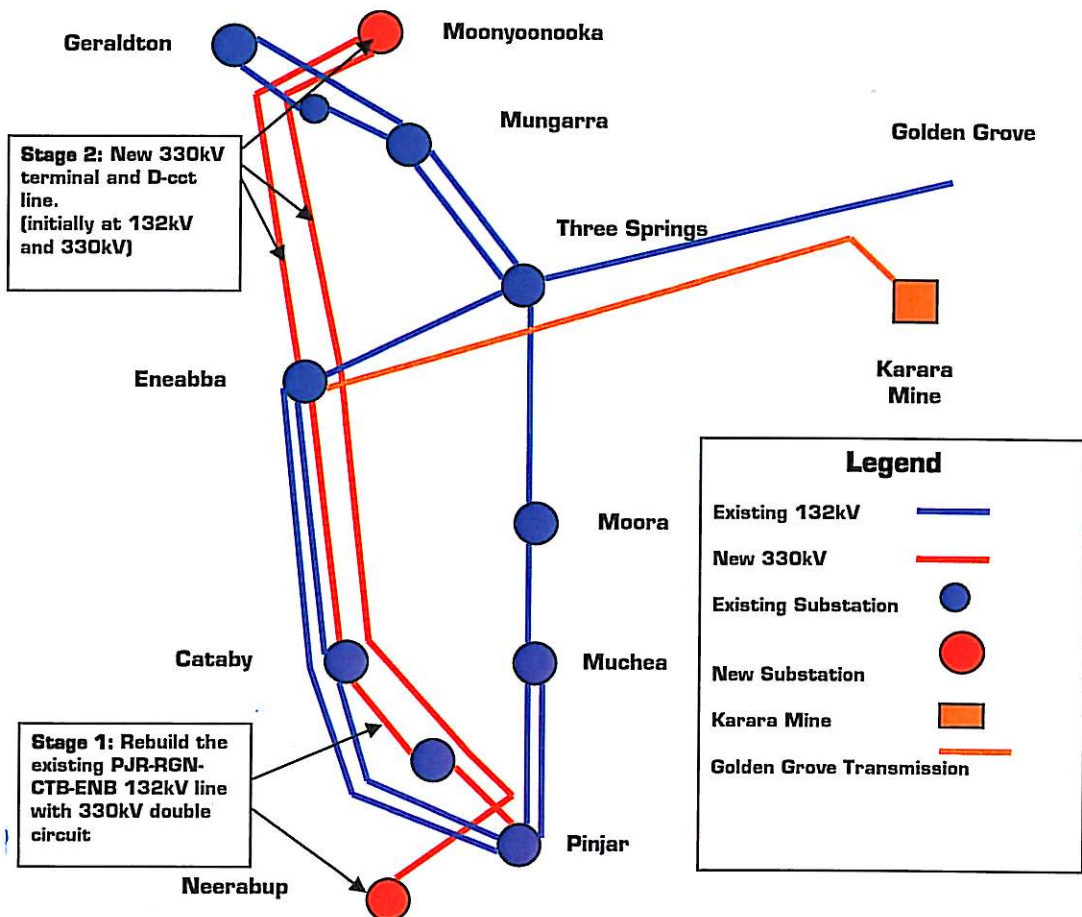 Geraldton
Moonyoonooka
Mungarra
Golden Grove
Stage 2: New 330kV
terminal and D-cct
line.
(initially at 132kV
and 330kV)
Three Springs
Eneabba
Karara
Mine
Legend
Existing 132kV
New 330kV
Existing Substation
New Substation
Karara Mine
Golden Grove Transmission
Moora
Cataby
Muchea
Stage 1: Rebuild the
existing PJR-RGN-
CTB-ENB 132kV line
with 330kV double
circuit
Pinjar
Neerabup